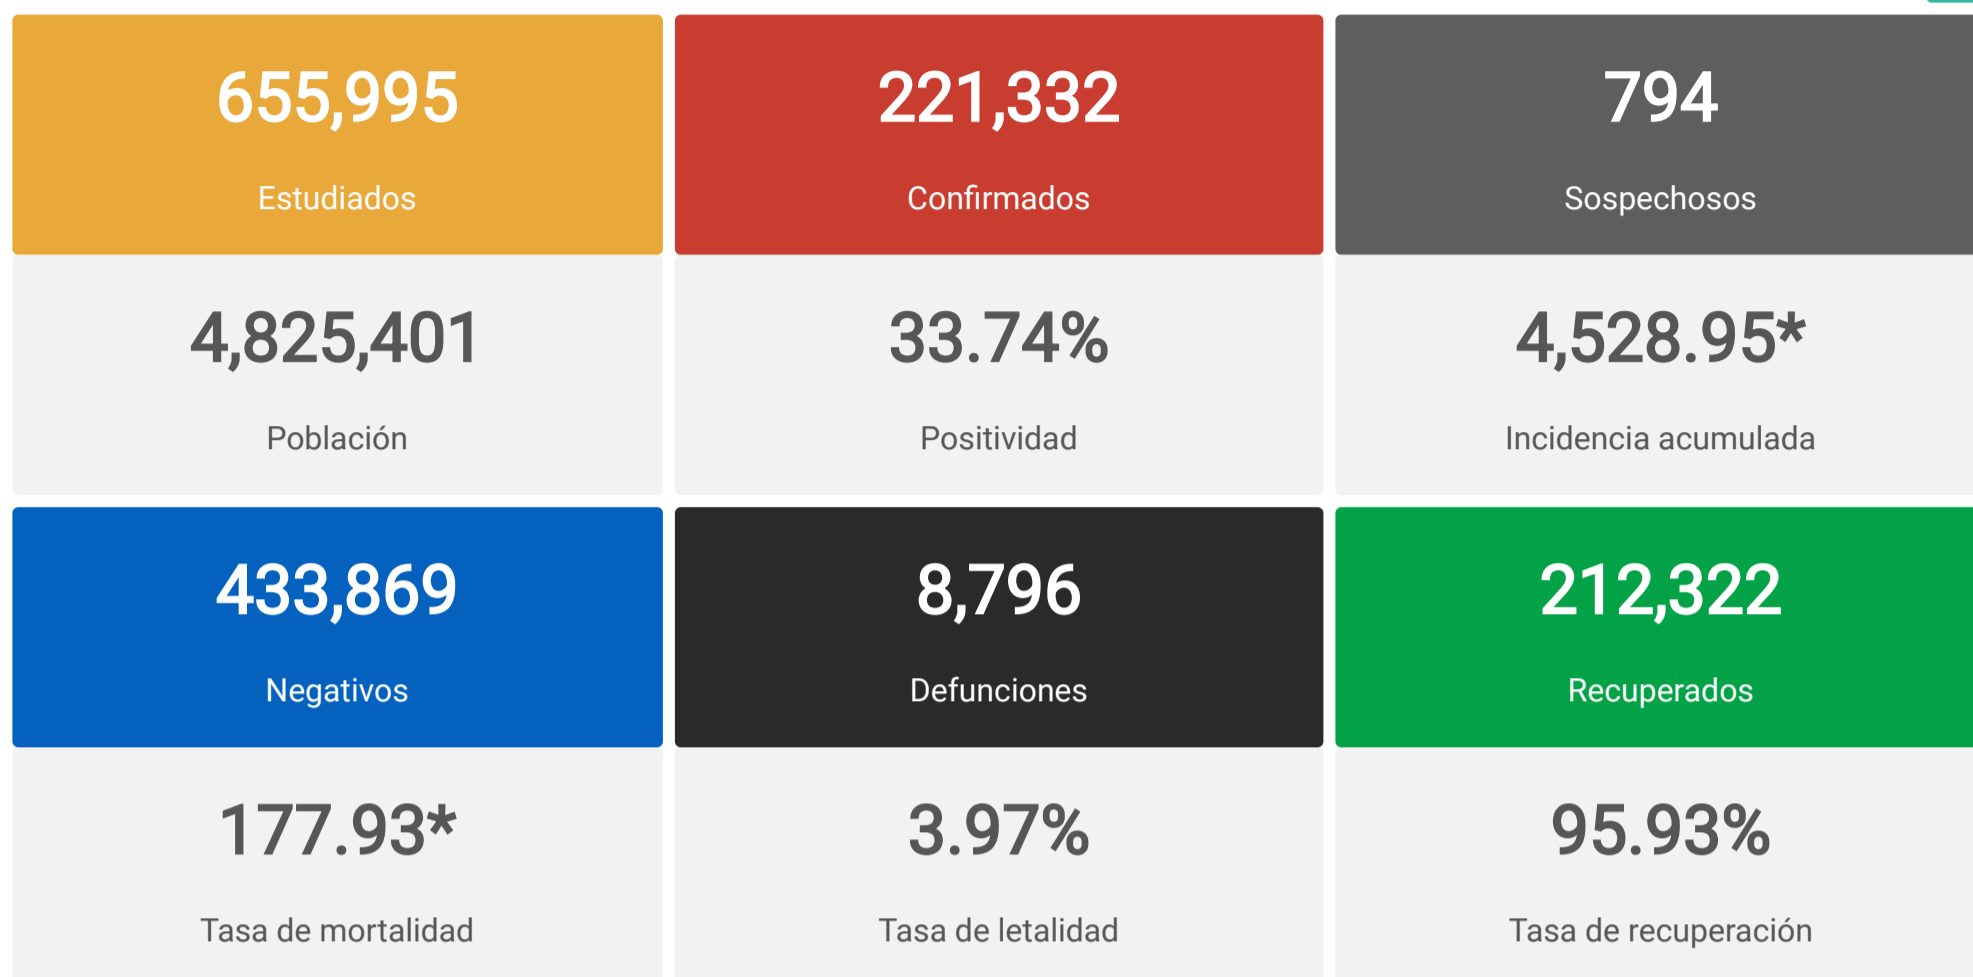 655,995
Estudiados
221,332
Confirmados
794
Sospechosos
4,825,401
Población
33.74%
Positividad
4,528.95*
Incidencia acumulada
433,869
Negativos
8,796
Defunciones
212,322
Recuperados
177.93*
Tasa de mortalidad
3.97%
Tasa de letalidad
95.93%
Tasa de recuperación